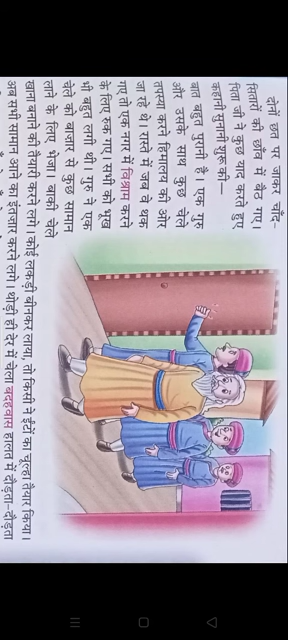 दोनों छत पर जाकर चाँद-
सितारों की छाँव में बैठ गए।
पिता जी ने कुछ याद करते हुए
कहानी सुनानी शुरू की—
बात बहुत पुरानी है। एक गुरु
और उसके साथ कुछ चेले
तपस्या करने हिमालय की ओर
जा रहे थे। रास्ते में जब वे थक
गए तो एक नगर में विश्राम करने
के लिए रुक गए। सभी को भूख
भी बहुत लगी थी। गुरु ने एक
चेले को बाज़ार से कुछ सामान
लाने के लिए भेजा। बाकी चेले
खाना बनाने की तैयारी करने लगे। कोई लकड़ी बीनकर लाया, तो किसी ने ईंटों का चूल्हा तैयार किया।
अब सभी सामान आने का इंतज़ार करने लगे। थोड़ी ही देर में चेला बदहवास हालत में दौड़ता-दौड़ता